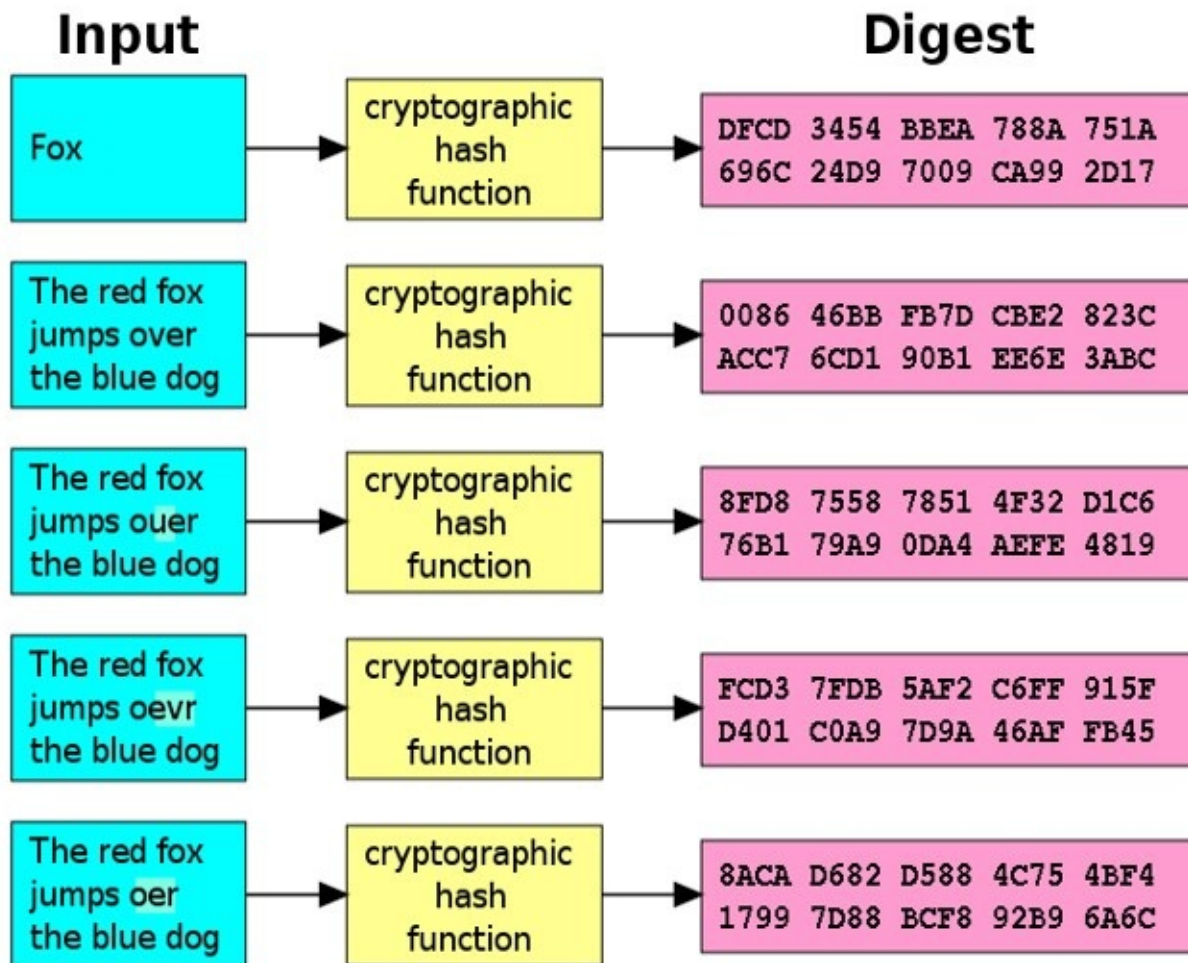 Input
Digest
Fox
cryptographic
hash
function
DFCD 3454 BBEA 788A 751A
696C 24D9 7009 CA99 2D17
The red fox
jumps over
the blue dog
cryptographic
hash
function
0086 46BB FB7D CBE2 823C
ACC7 6CD1 90B1 EE6E 3ABC
The red fox
jumps ouer
the blue dog
cryptographic
hash
function
8FD8 7558 7851 4F32 D1C6
76B1 79A9 0DA4 AEFE 4819
The red fox
jumps oevr
the blue dog
cryptographic
hash
function
FCD3 7FDB 5AF2 C6FF 915F
D401 C0A9 7D9A 46AF FB45
The red fox
jumps oer
the blue dog
cryptographic
hash
function
8ACA D682 D588 4C75 4BF4
1799 7D88 BCF8 92B9 6A6C